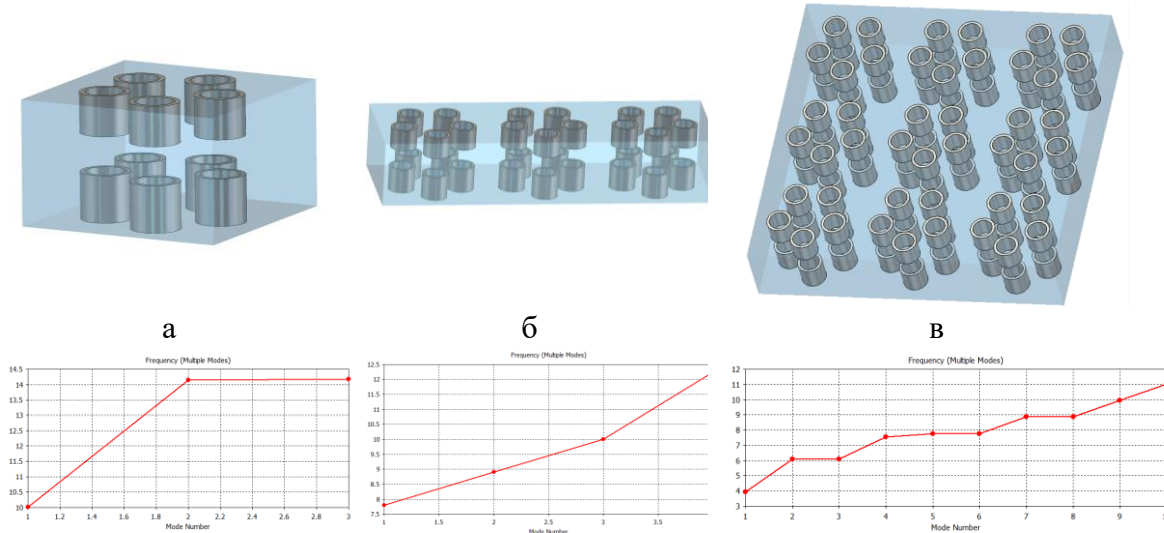 а
б
в
Frequency (Multiple Modes)
14.5
14
13.5
13
12.5
12
11.5
11
10.5
10
1 1.2 1.4 1.6 1.8 2 2.2 2.4 2.6 2.8 3
Mode Number
Frequency (Multiple Modes)
12.5
12
11.5
11
10.5
10
9.5
9
8.5
8
7.5
1 1.5 2 2.5 3 3.5
Mode Number
Frequency (Multiple Modes)
12
11
10
9
8
7
6
5
4
3
1 2 3 4 5 6 7 8 9
Mode Number